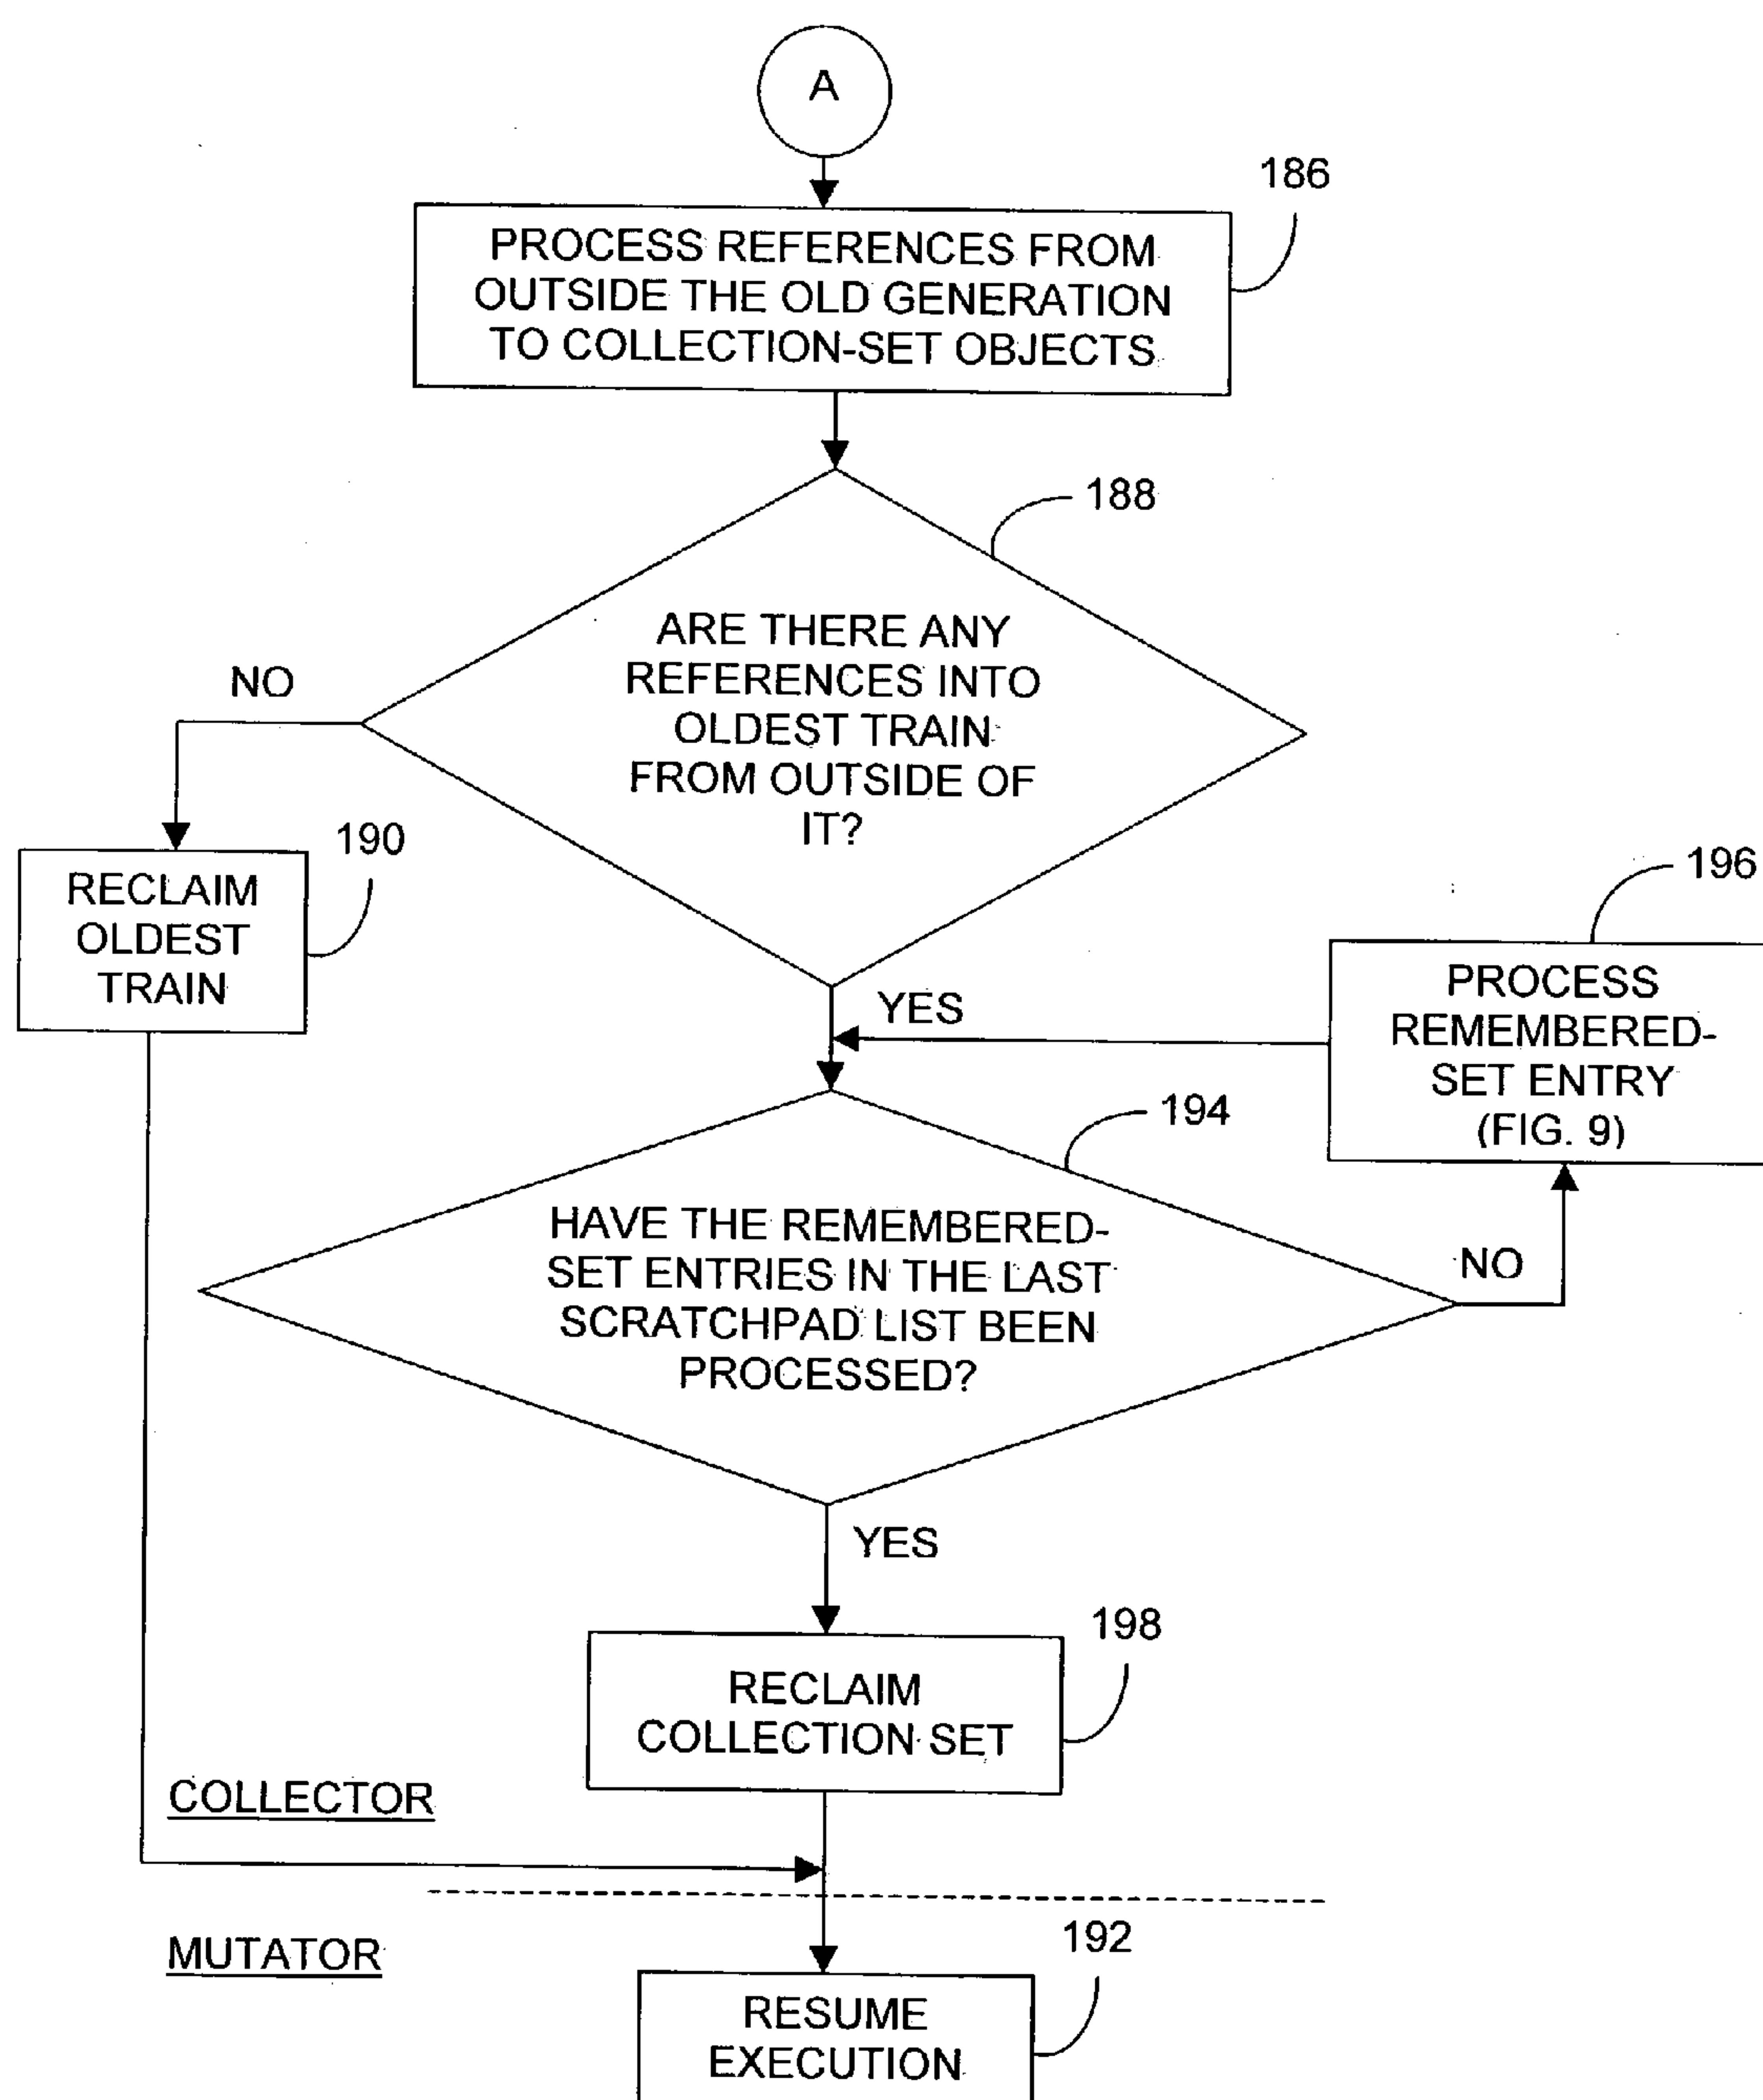 A
186
PROCESS REFERENCES FROM
OUTSIDE THE OLD GENERATION
TO COLLECTION-SET OBJECTS
188
ARE THERE ANY
REFERENCES INTO
OLDEST TRAIN
FROM OUTSIDE OF
IT?
NO
190
RECLAIM
OLDEST
TRAIN
196
PROCESS
REMEMBERED-
SET ENTRY
(FIG. 9)
YES
194
HAVE THE REMEMBERED-
SET ENTRIES IN THE LAST
SCRATCHPAD LIST BEEN
PROCESSED?
NO
YES
198
RECLAIM
COLLECTION SET
COLLECTOR
MUTATOR
192
RESUME
EXECUTION